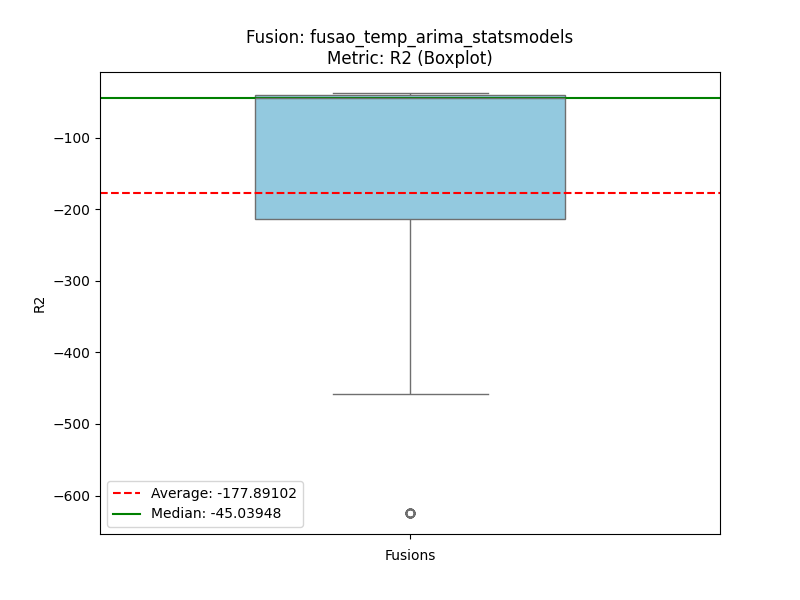 Fusion: fusao_temp_arima_statsmodels
Metric: R2 (Boxplot)
−100
−200
−300
−400
−500
−600
R2
Average: -177.89102
Median: -45.03948
Fusions